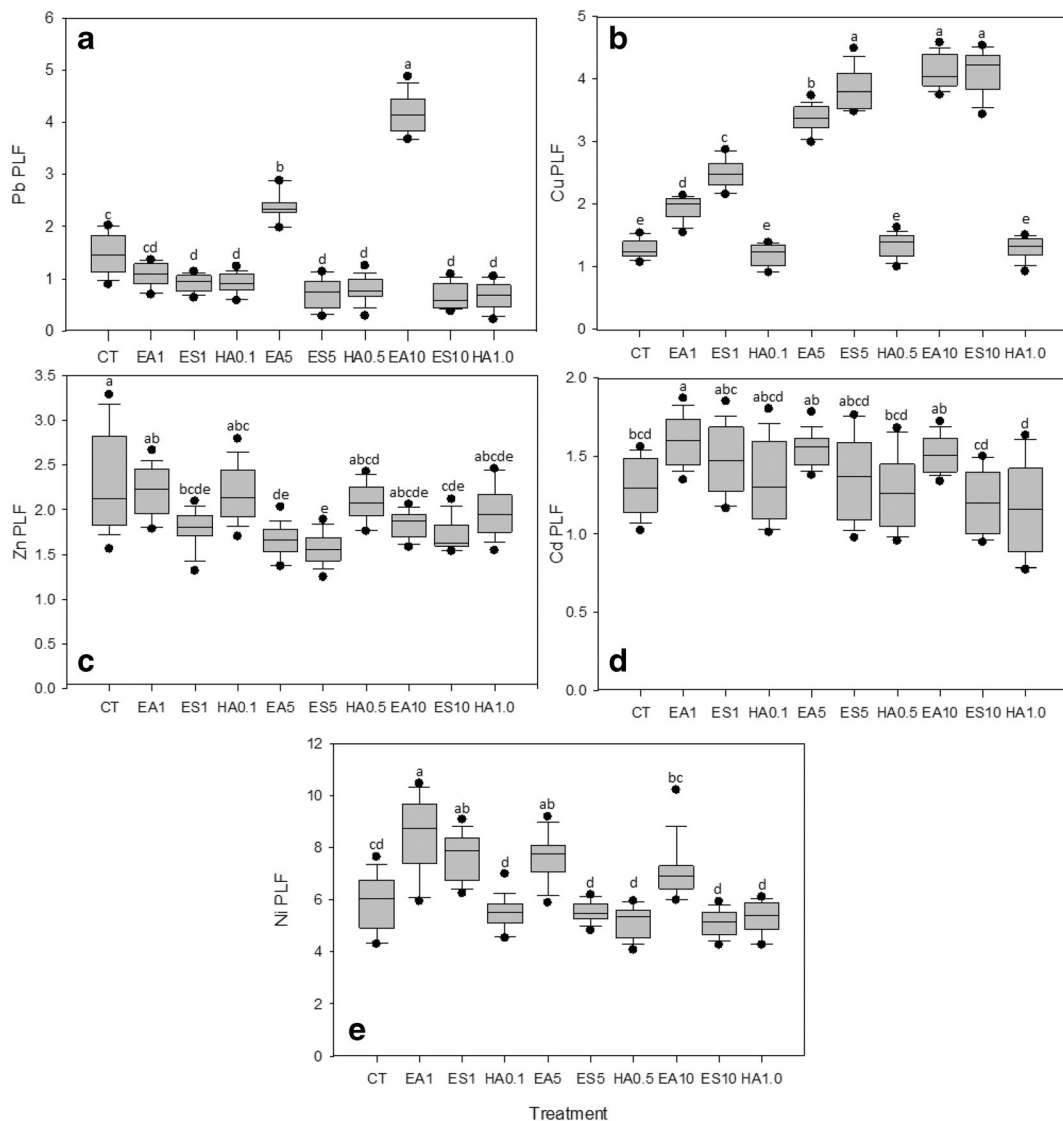 a
Pb PLF
6
5
4
3
2
1
0
c
cd
d
d
b
d
d
a
d
d
CT EA1 ES1 HA0.1 EA5 ES5 HA0.5 EA10 ES10 HA1.0
b
Cu PLF
5
4
3
2
1
0
e
d
c
e
b
a
e
a
a
e
CT EA1 ES1 HA0.1 EA5 ES5 HA0.5 EA10 ES10 HA1.0
c
Zn PLF
3.5
3.0
2.5
2.0
1.5
1.0
0.5
0.0
a
ab
bcde
abc
de
e
abcd
abcde
cde
abcde
CT EA1 ES1 HA0.1 EA5 ES5 HA0.5 EA10 ES10 HA1.0
d
Cd PLF
2.0
1.5
1.0
0.5
0.0
bcd
a
abc
abcd
ab
abcd
bcd
ab
cd
d
CT EA1 ES1 HA0.1 EA5 ES5 HA0.5 EA10 ES10 HA1.0
e
Ni PLF
12
10
8
6
4
2
0
cd
a
ab
d
ab
d
d
bc
d
d
CT EA1 ES1 HA0.1 EA5 ES5 HA0.5 EA10 ES10 HA1.0
Treatment